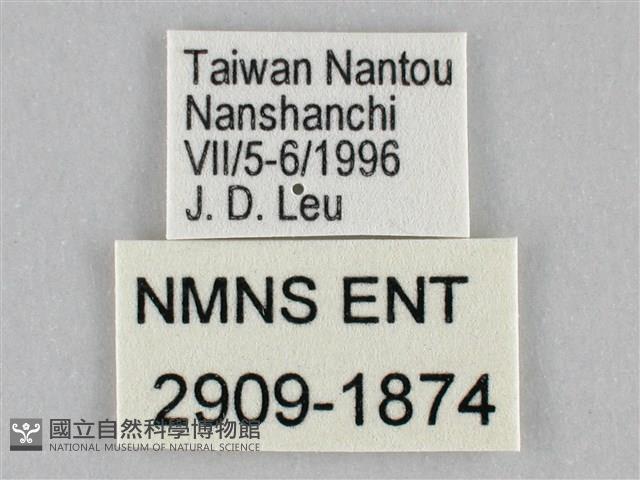 Taiwan Nantou
Nanshanchi
VII/5-6/1996
J. D. Leu
NMNS ENT
2909-1874
國立自然科學博物館
NATIONAL MUSEUM OF NATURAL SCIENCE